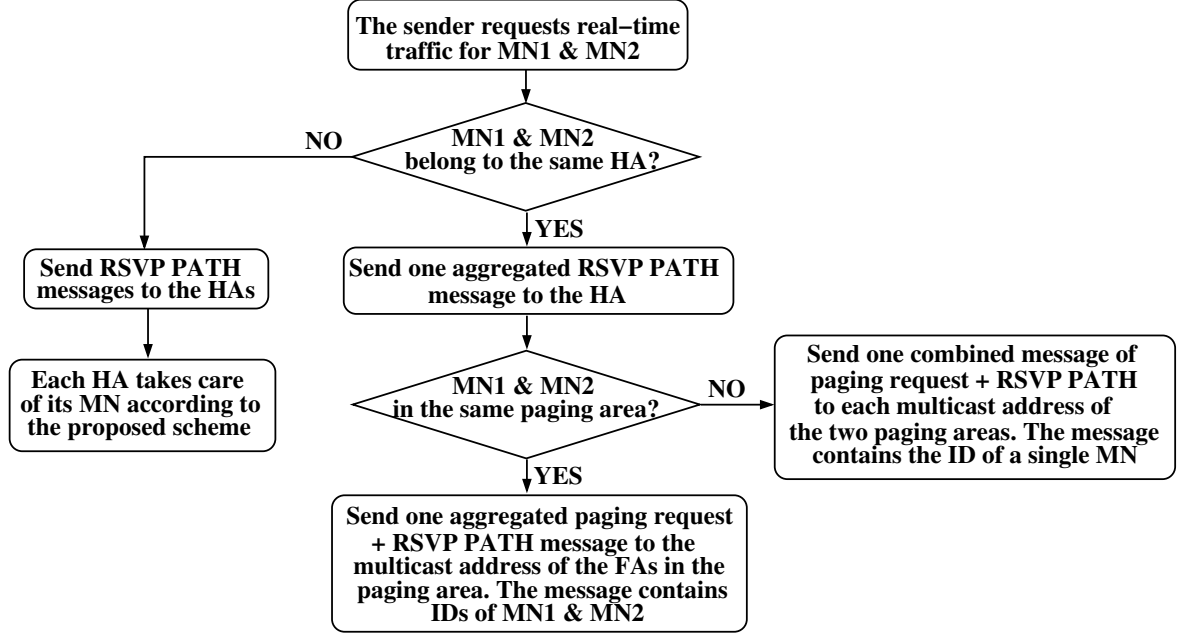 The sender requests real−time
traffic for MN1 & MN2
NO
MN1 & MN2
belong to the same HA?
YES
Send RSVP PATH
messages to the HAs
Send one aggregated RSVP PATH
message to the HA
Each HA takes care
of its MN according to
the proposed scheme
MN1 & MN2
in the same paging area?
NO
Send one combined message of
paging request + RSVP PATH
to each multicast address of
the two paging areas. The message
contains the ID of a single MN
YES
Send one aggregated paging request
+ RSVP PATH message to the
multicast address of the FAs in the
paging area. The message contains
IDs of MN1 & MN2